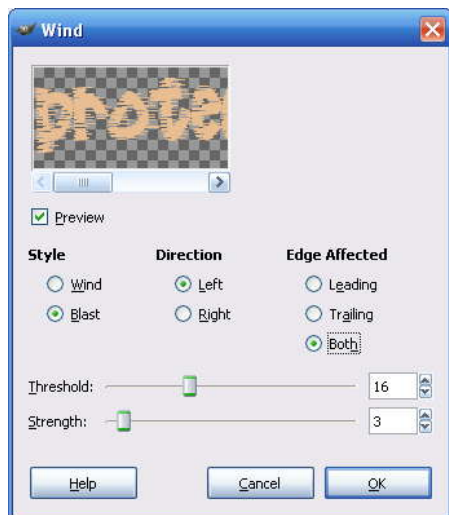 Wind
prote
Preview
Style Direction Edge Affected
Wind Left Leading
Blast Right Trailing
Both
Threshold: 16
Strength: 3
Help Cancel OK